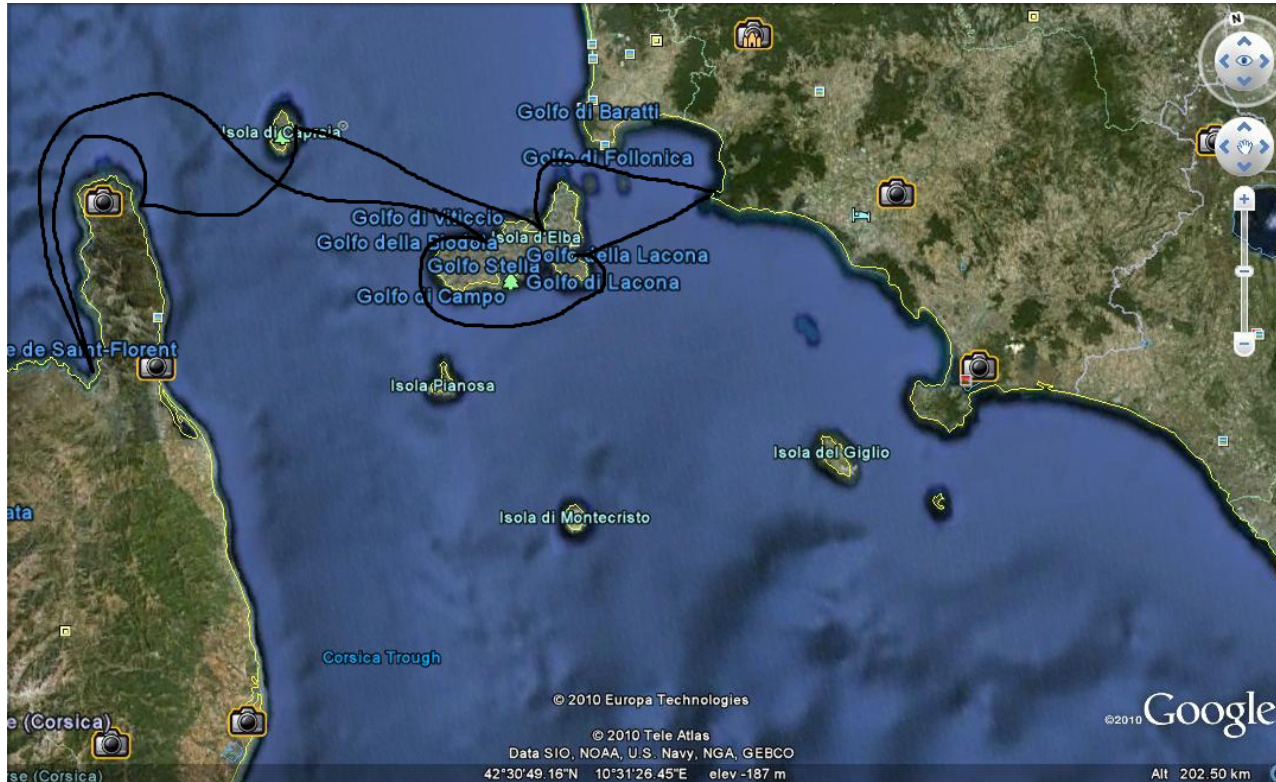 N
Golfo di Baratti
Isola di Capraia
Golfo di Follonica
Golfo di Viticcio
Isola d'Elba
Golfo della Biodola
Golfo della Lacona
Golfo Stella
Golfo di Lacona
Golfo di Campo
e de Saint-Florent
Isola Pianosa
Isola del Giglio
ata
Isola di Montecristo
Corsica Trough
© 2010 Europa Technologies
e (Corsica)
©2010 Google
© 2010 Tele Atlas
Data SIO, NOAA, U.S. Navy, NGA, GEBCO
rse (Corsica)
42°30'49.16"N 10°31'26.45"E elev -187 m
Alt 202.50 km